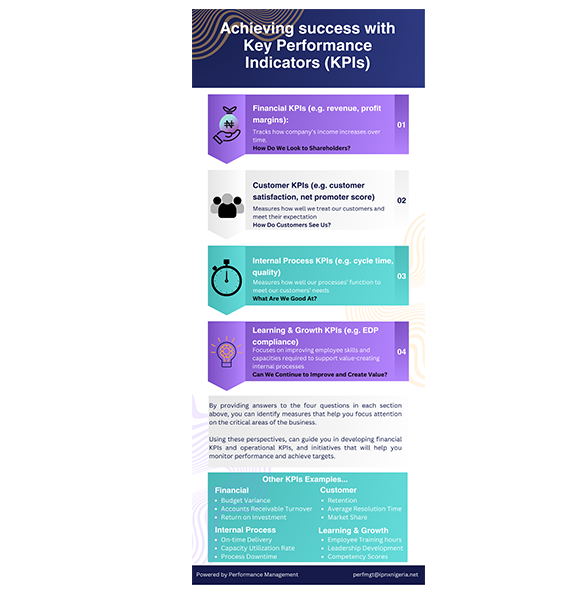 Achieving success with
Key Performance
Indicators (KPIs)
Financial KPIs (e.g. revenue, profit
margins):
Tracks how company's income increases over
time
How Do We Look to Shareholders?
01
Customer KPIs (e.g. customer
satisfaction, net promoter score)
Measures how well we treat our customers and
meet their expectation
How Do Customers See Us?
02
Internal Process KPIs (e.g. cycle time,
quality)
Measures how well our processes' function to
meet our customers' needs
What Are We Good At?
03
Learning & Growth KPIs (e.g. EDP
compliance)
Focuses on improving employee skills and
capacities required to support value-creating
internal processes
Can We Continue to Improve and Create Value?
04
By providing answers to the four questions in each section
above, you can identify measures that help you focus attention
on the critical areas of the business.
Using these perspectives, can guide you in developing financial
KPIs and operational KPIs, and initiatives that will help you
monitor performance and achieve targets.
Other KPIs Examples...
Financial
• Budget Variance
• Accounts Receivable Turnover
• Return on Investment
Customer
• Retention
• Average Resolution Time
• Market Share
Internal Process
• On-time Delivery
• Capacity Utilization Rate
• Process Downtime
Learning & Growth
• Employee Training hours
• Leadership Development
• Competency Scores
Powered by Performance Management
perfmgt@ipnxnigeria.net